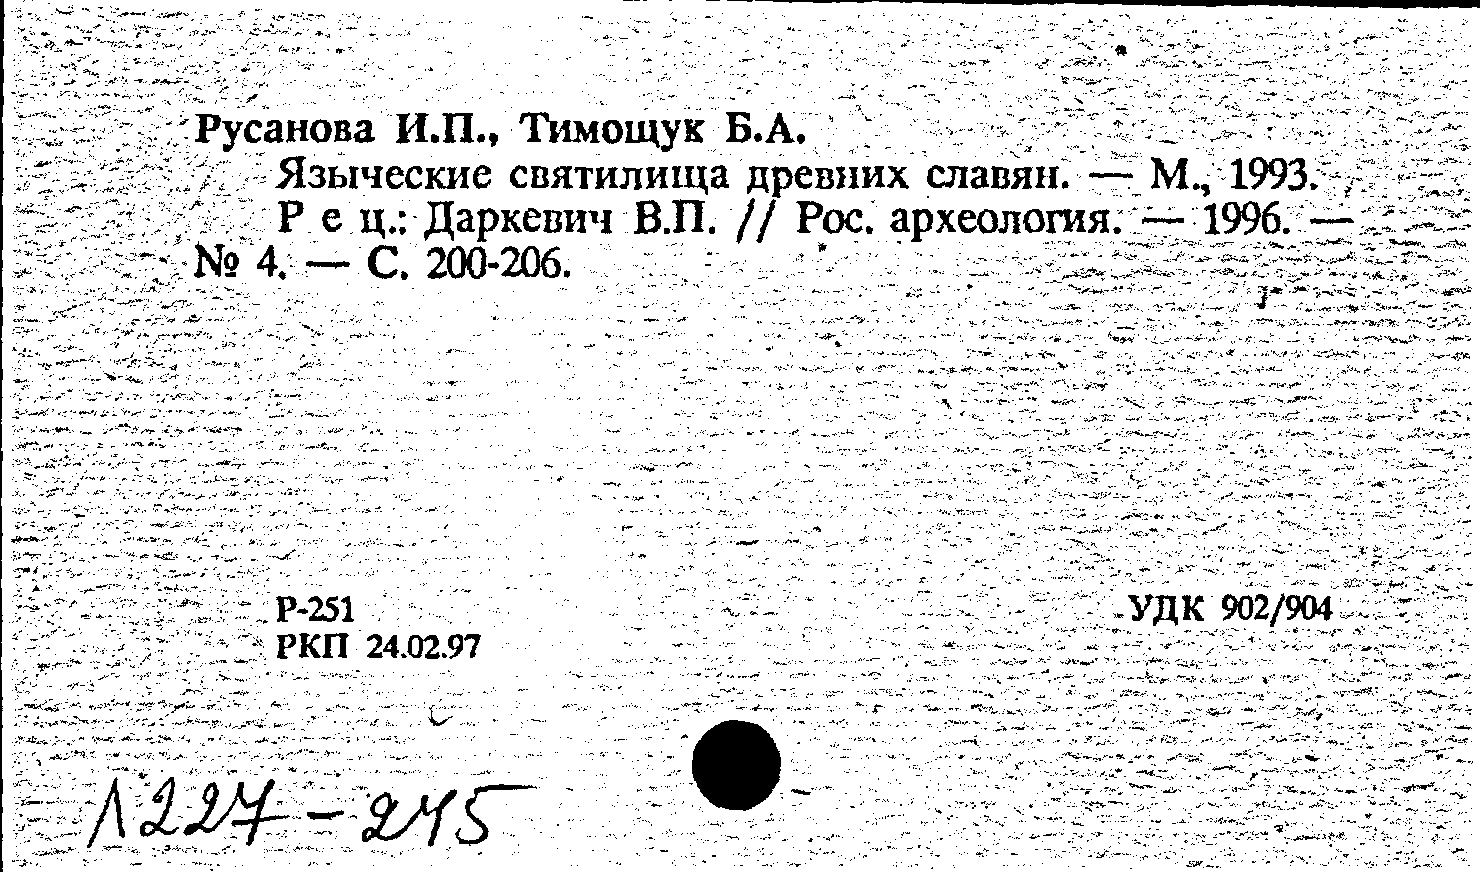 Русанова И.П., Тимощук Б.А.
Языческие святилища древних славян. — М., 1993.
Р е ц.: Даркевич В.П. // Рос. археология. — 1996. —
№ 4. — С. 200-206.
Р-251
УДК 902/904
РКП 24.02.97
Л227-245